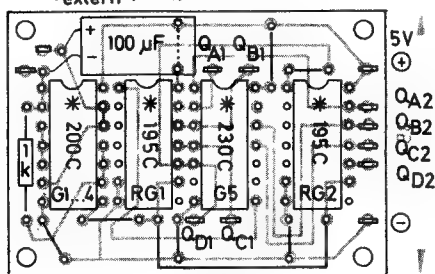 extern
+
100 µF
−
QA1 QB1
5V
+
QA2
QB2
QC2
QD2
−
1k
* 200C G1...4
* 195C RG1
* 230C G5
* 195C RG2
QD1 QC1